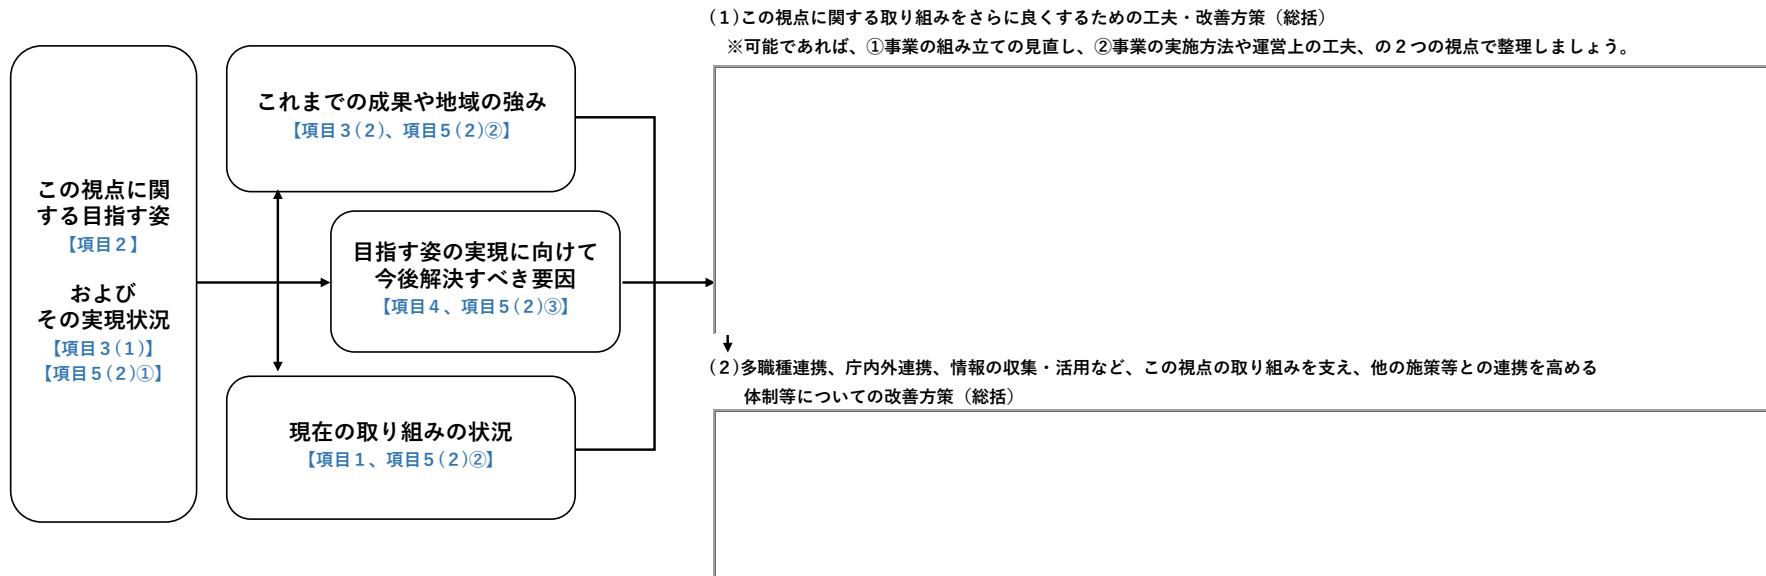 この視点に関
する目指す姿
【項目２】
および
その実現状況
【項目３(１)】
【項目５(２)①】
これまでの成果や地域の強み
【項目３(２)、項目５(２)②】
目指す姿の実現に向けて
今後解決すべき要因
【項目４、項目５(２)③】
現在の取り組みの状況
【項目１、項目５(２)②】
(１)この視点に関する取り組みをさらに良くするための工夫・改善方策（総括）
※可能であれば、①事業の組み立ての見直し、②事業の実施方法や運営上の工夫、の２つの視点で整理しましょう。
(２)多職種連携、庁内外連携、情報の収集・活用など、この視点の取り組みを支え、他の施策等との連携を高める
体制等についての改善方策（総括）